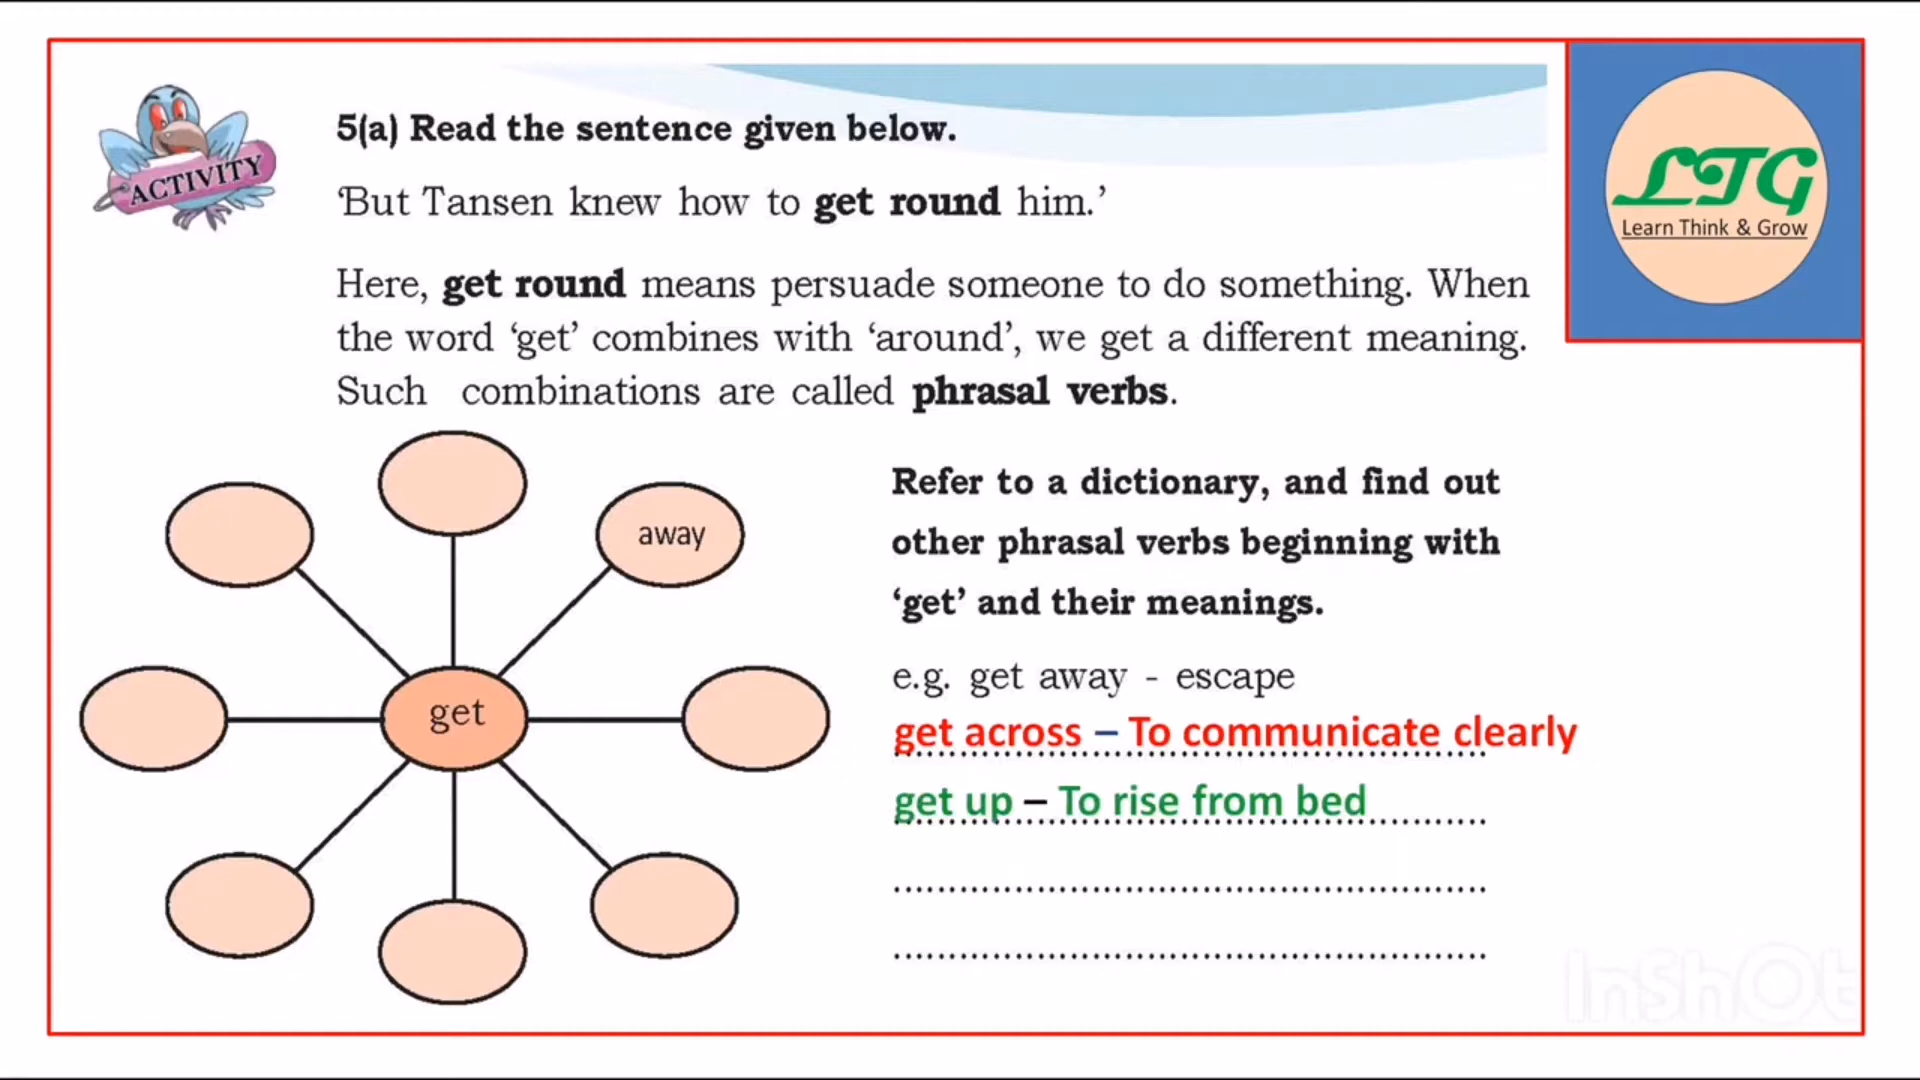 ACTIVITY
5(a) Read the sentence given below.
‘But Tansen knew how to get round him.’
LTG
Learn Think & Grow
Here, get round means persuade someone to do something. When
the word ‘get’ combines with ‘around’, we get a different meaning.
Such combinations are called phrasal verbs.
away
get
Refer to a dictionary, and find out
other phrasal verbs beginning with
‘get’ and their meanings.
e.g. get away - escape
get across – To communicate clearly
get up – To rise from bed
InShOt